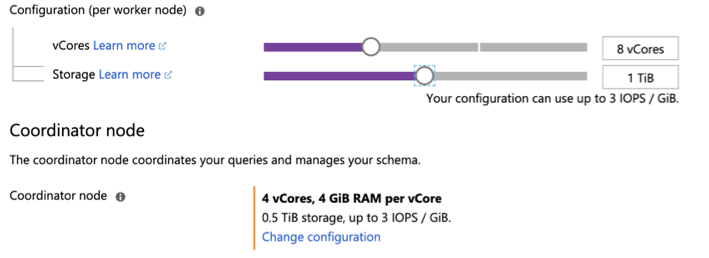 Configuration (per worker node)
vCores Learn more
8 vCores
Storage Learn more
1 TiB
Your configuration can use up to 3 IOPS / GiB.
Coordinator node
The coordinator node coordinates your queries and manages your schema.
Coordinator node
4 vCores, 4 GiB RAM per vCore
0.5 TiB storage, up to 3 IOPS / GiB.
Change configuration